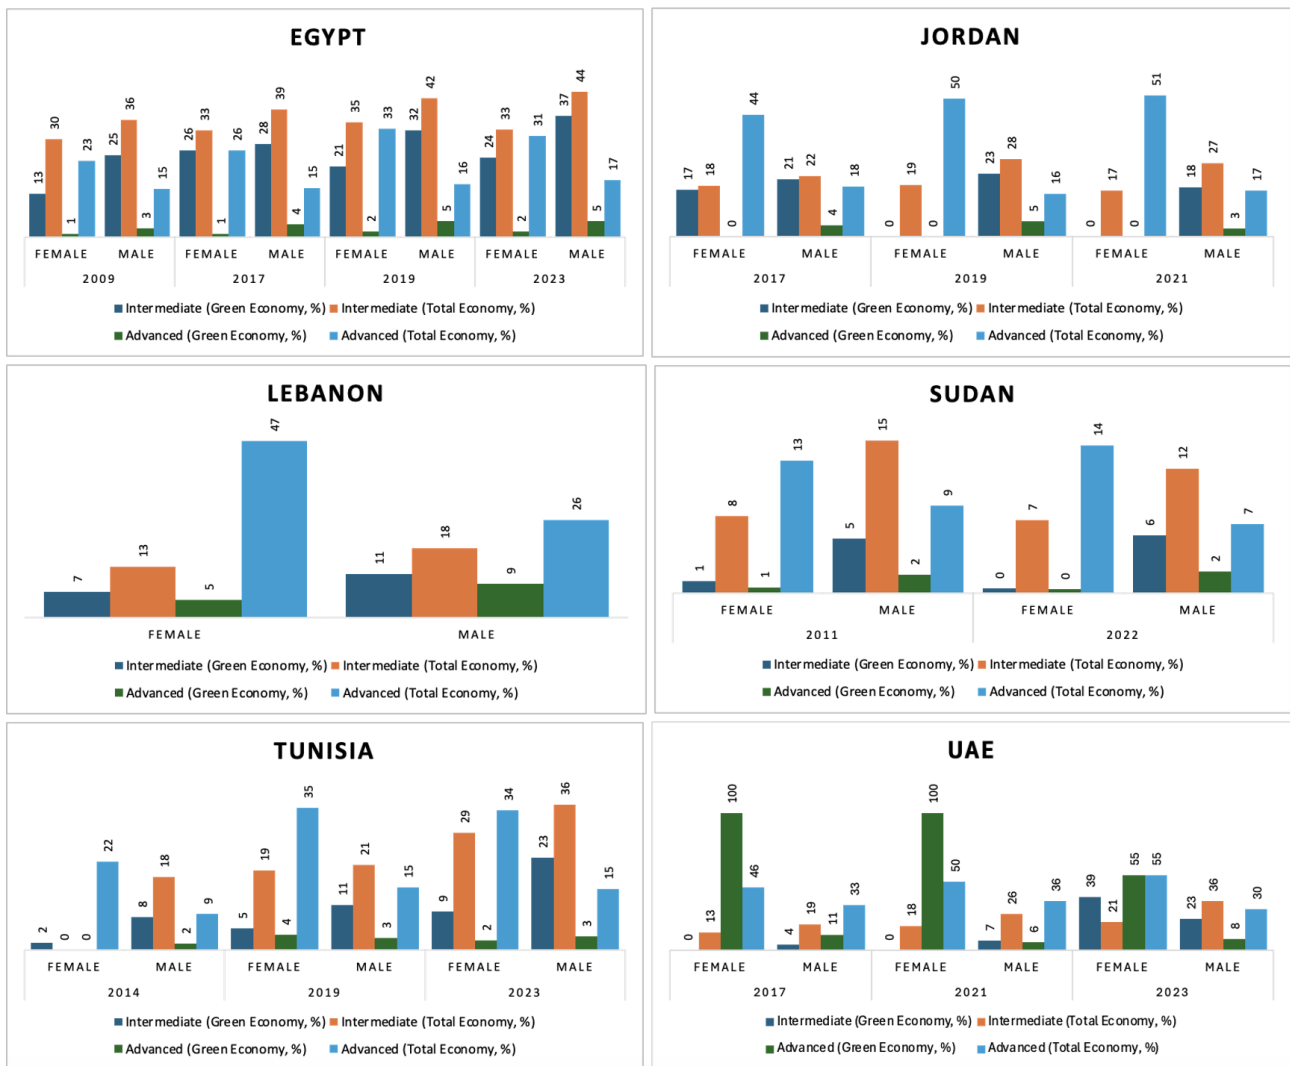 EGYPT
13 30 1 23 25 36 3 15 26 33 1 26 28 39 4 15 21 35 2 33 32 42 5 16 24 33 2 31 37 44 5 17
FEMALE MALE FEMALE MALE FEMALE MALE FEMALE MALE
2009 2017 2019 2023
Intermediate (Green Economy, %) Intermediate (Total Economy, %)
Advanced (Green Economy, %) Advanced (Total Economy, %)
JORDAN
17 18 0 44 21 22 4 18 0 19 0 50 23 28 5 16 0 17 0 51 18 27 3 17
FEMALE MALE FEMALE MALE FEMALE MALE
2017 2019 2021
Intermediate (Green Economy, %) Intermediate (Total Economy, %)
Advanced (Green Economy, %) Advanced (Total Economy, %)
LEBANON
7 13 5 47 11 18 9 26
FEMALE MALE
Intermediate (Green Economy, %) Intermediate (Total Economy, %)
Advanced (Green Economy, %) Advanced (Total Economy, %)
SUDAN
1 8 1 13 5 15 2 9 0 7 0 14 6 12 2 7
FEMALE MALE FEMALE MALE
2011 2022
Intermediate (Green Economy, %) Intermediate (Total Economy, %)
Advanced (Green Economy, %) Advanced (Total Economy, %)
TUNISIA
2 0 0 22 8 18 2 9 5 19 4 35 11 21 3 15 9 29 2 34 23 36 3 15
FEMALE MALE FEMALE MALE FEMALE MALE
2014 2019 2023
Intermediate (Green Economy, %) Intermediate (Total Economy, %)
Advanced (Green Economy, %) Advanced (Total Economy, %)
UAE
0 13 100 46 4 19 11 33 0 18 100 50 7 26 6 36 39 21 55 55 23 36 8 30
FEMALE MALE FEMALE MALE FEMALE MALE
2017 2021 2023
Intermediate (Green Economy, %) Intermediate (Total Economy, %)
Advanced (Green Economy, %) Advanced (Total Economy, %)